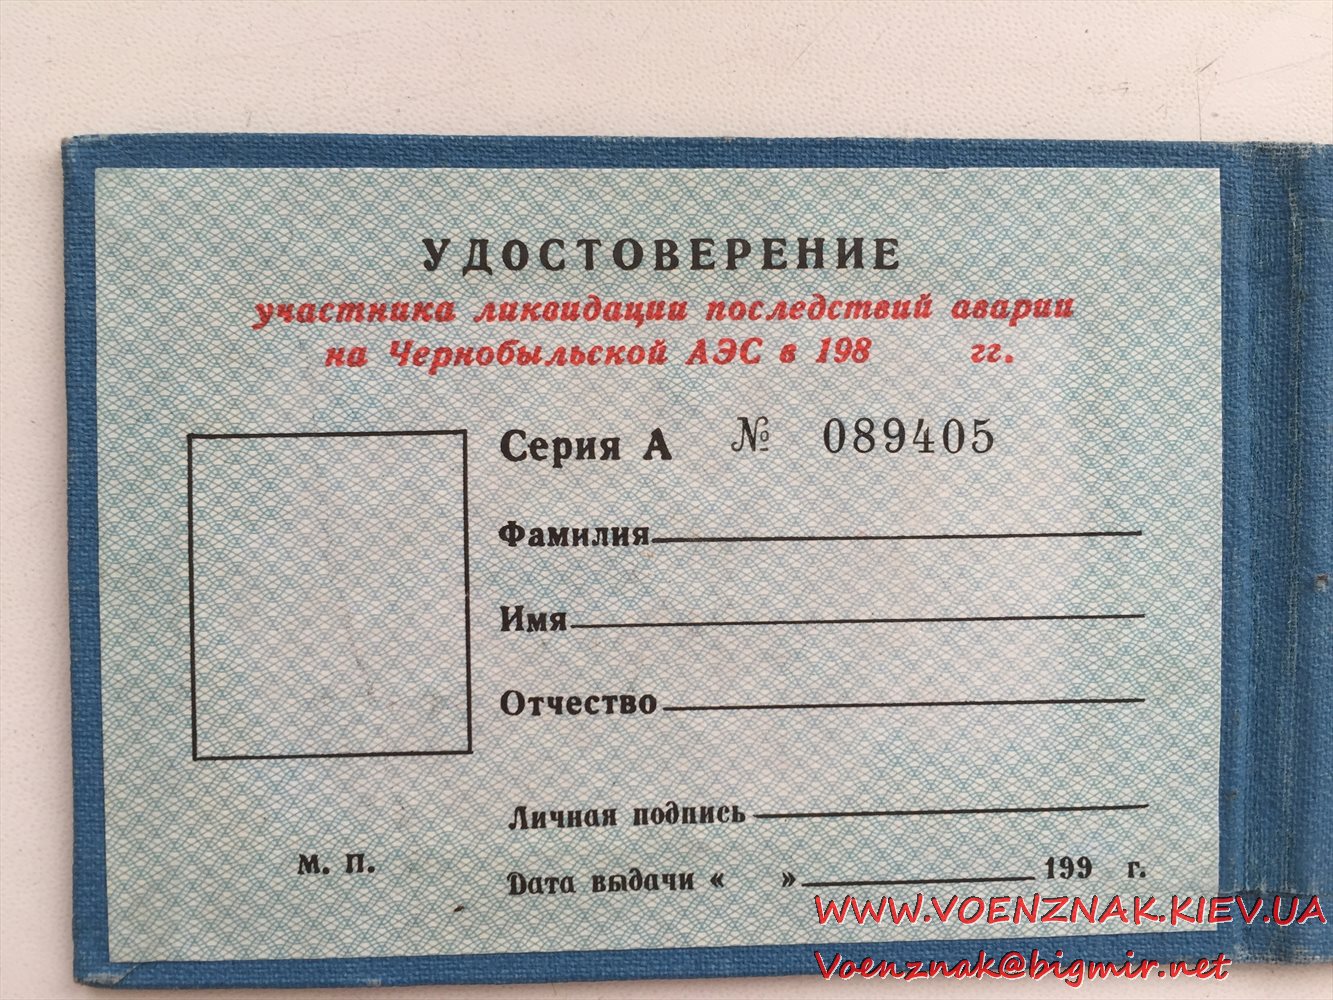 УДОСТОВЕРЕНИЕ
участника ликвидации последствий аварии
на Чернобыльской АЭС в 198 гг.
Серия А № 089405
Фамилия
Имя
Отчество
Личная подпись
М. П.
Дата выдачи « » 199 г.
WWW.VOENZNAK.KIEV.UA
Voenznak@bigmir.net